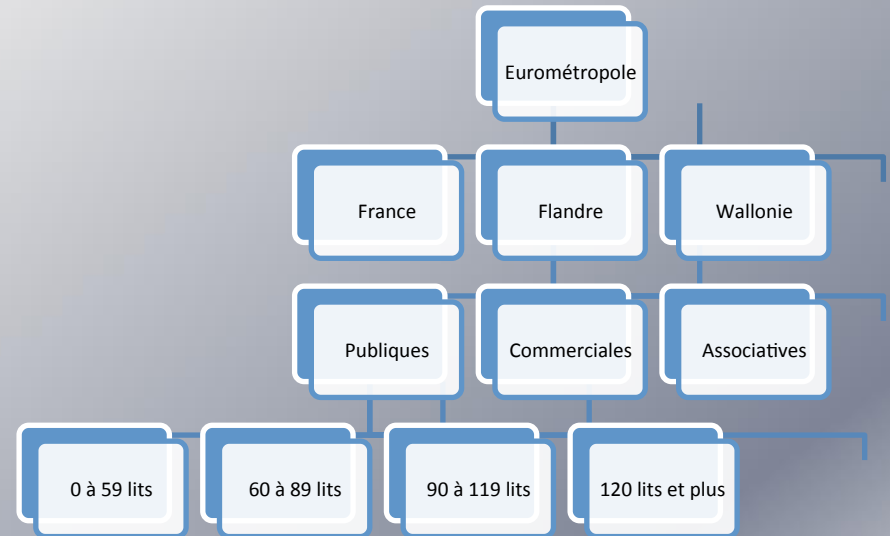 Eurométropole
France
Flandre
Wallonie
Publiques
Commerciales
Associatives
0 à 59 lits
60 à 89 lits
90 à 119 lits
120 lits et plus